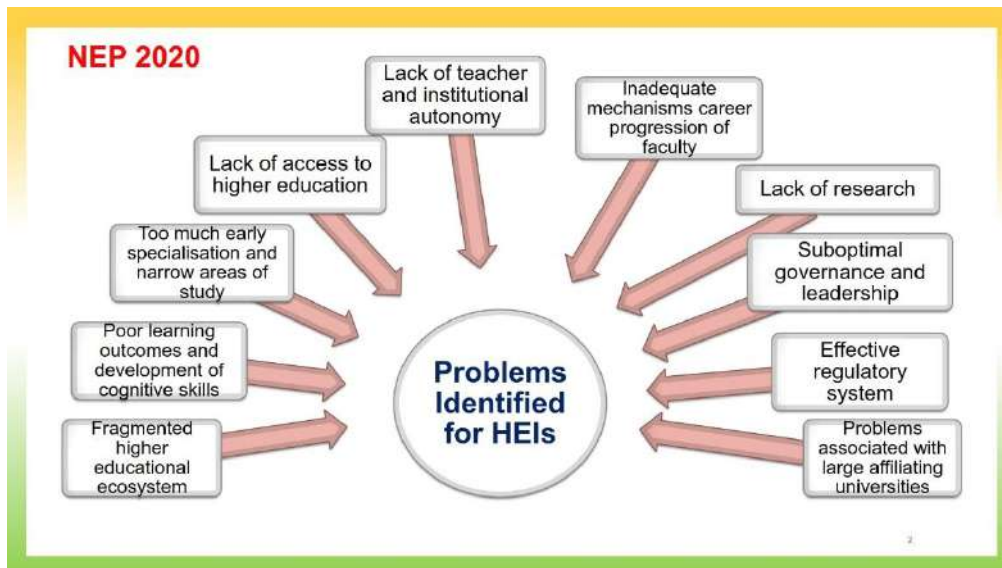 NEP 2020
Lack of teacher
and institutional
autonomy
Inadequate
mechanisms career
progression of
faculty
Lack of access to
higher education
Lack of research
Too much early
specialisation and
narrow areas of
study
Suboptimal
governance and
leadership
Poor learning
outcomes and
development of
cognitive skills
Effective
regulatory
system
Fragmented
higher
educational
ecosystem
Problems
associated with
large affiliating
universities
Problems
Identified
for HEIs